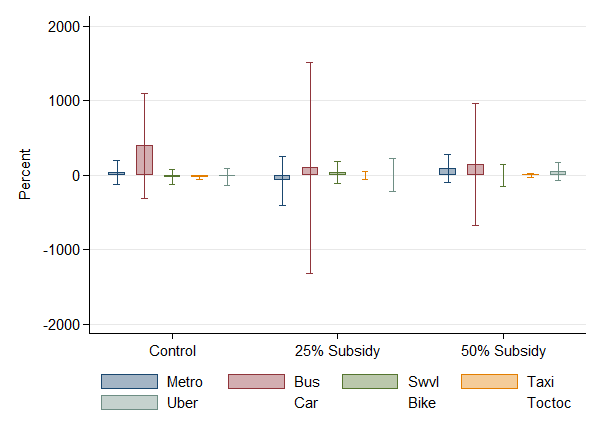 2000
1000
0
-1000
-2000
Percent
Control 25% Subsidy 50% Subsidy
Metro Bus Swvl Taxi
Uber Car Bike Toctoc